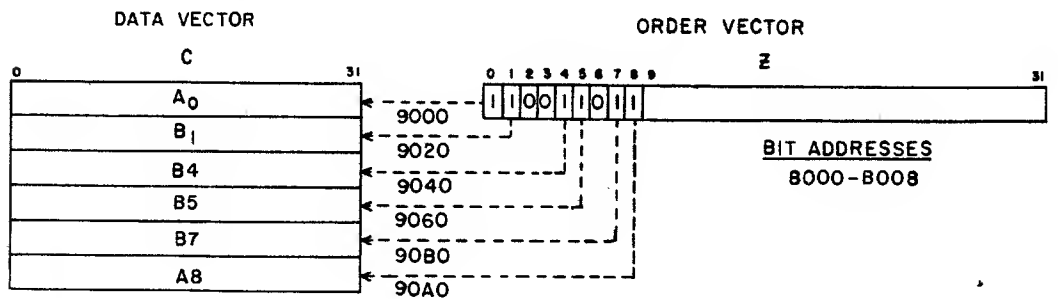 DATA VECTOR
C
0 31
A0
B1
B4
B5
B7
A8
9000
9020
9040
9060
90B0
90A0
ORDER VECTOR
Z
0 1 2 3 4 5 6 7 8 9 31
1 1 0 0 1 1 0 1 1
BIT ADDRESSES
8000-8008